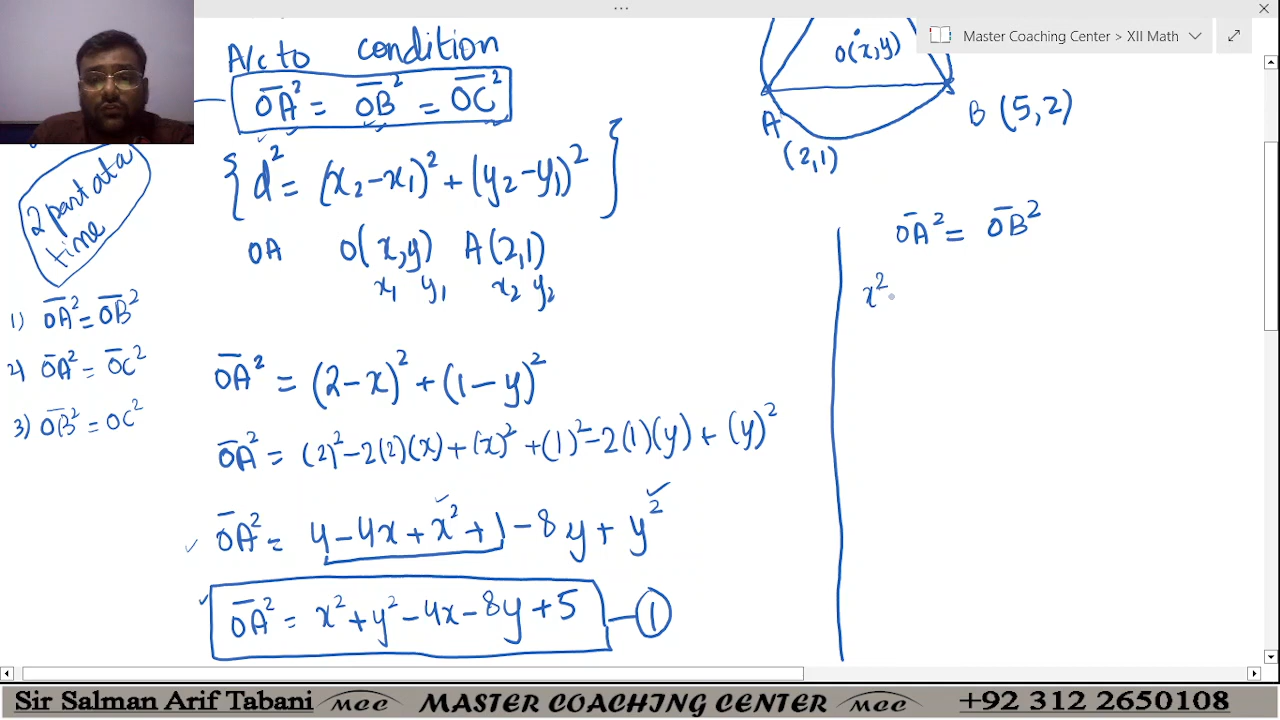 Master Coaching Center > XII Math
A/c to condition
OA² = OB² = OC²
{d² = (x₂-x₁)² + (y₂-y₁)²}
OA O(x,y) A(2,1)
x₁ y₁ x₂ y₂
2 part at a
time
1) OA² = OB²
2) OA² = OC²
3) OB² = OC²
OA² = (2-x)² + (1-y)²
OA² = (2)² - 2(2)(x) + (x)² + (1)² - 2(1)(y) + (y)²
OA² = 4 - 4x + x² + 1 - 8y + y²
OA² = x² + y² - 4x - 8y + 5 — 1
O(x,y)
A
(2,1)
B (5,2)
OA² = OB²
x²
Sir Salman Arif Tabani mcc MASTER COACHING CENTER mcc +92 312 2650108